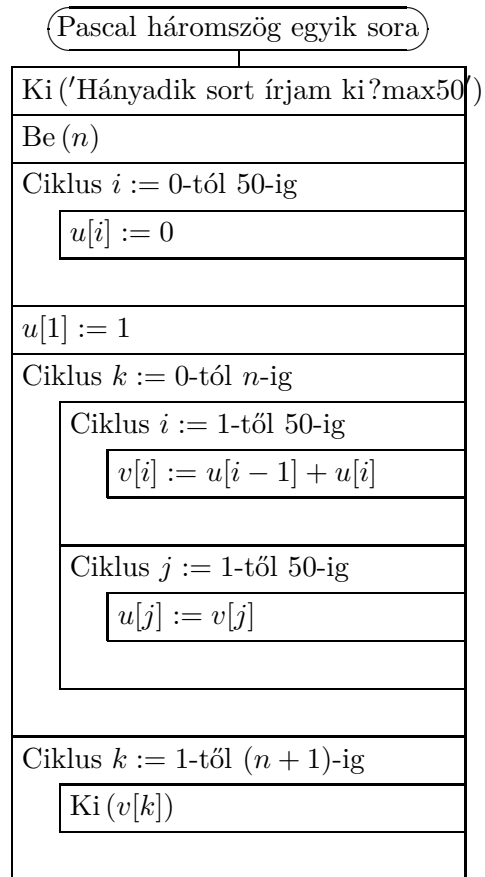 Pascal háromszög egyik sora
Ki ('Hányadik sort írjam ki?max50')
Be (n)
Ciklus i := 0-tól 50-ig
u[i] := 0
u[1] := 1
Ciklus k := 0-tól n-ig
Ciklus i := 1-től 50-ig
v[i] := u[i − 1] + u[i]
Ciklus j := 1-től 50-ig
u[j] := v[j]
Ciklus k := 1-től (n + 1)-ig
Ki (v[k])